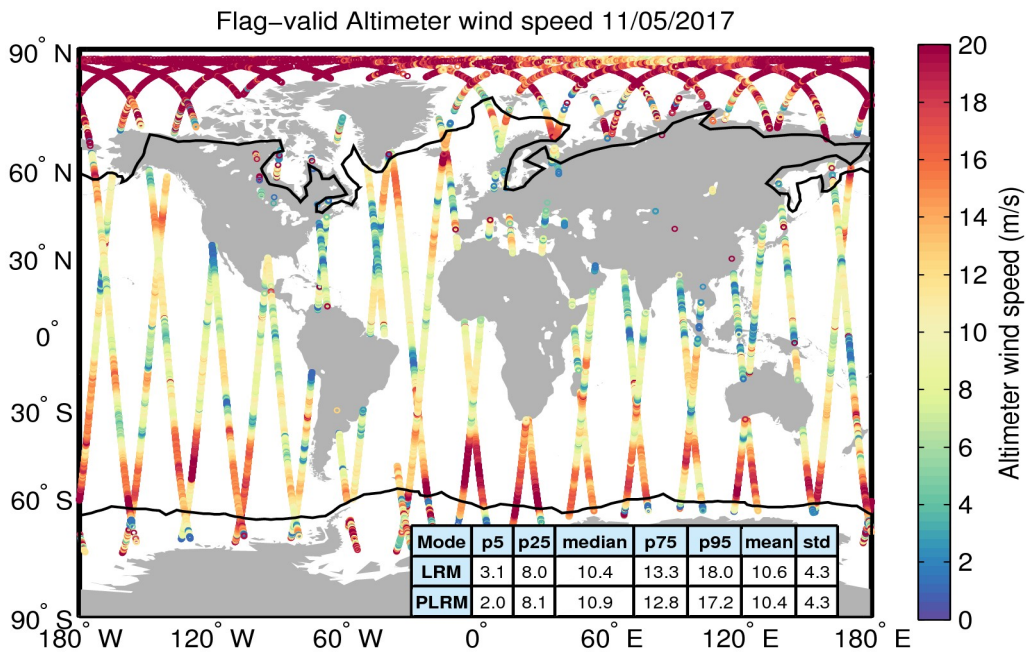 Flag−valid Altimeter wind speed 11/05/2017
90° N
60° N
30° N
0°
30° S
60° S
90° S
180° W
120° W
60° W
0°
60° E
120° E
180° E
Mode p5 p25 median p75 p95 mean std
LRM 3.1 8.0 10.4 13.3 18.0 10.6 4.3
PLRM 2.0 8.1 10.9 12.8 17.2 10.4 4.3
20
18
16
14
12
10
8
6
4
2
0
Altimeter wind speed (m/s)